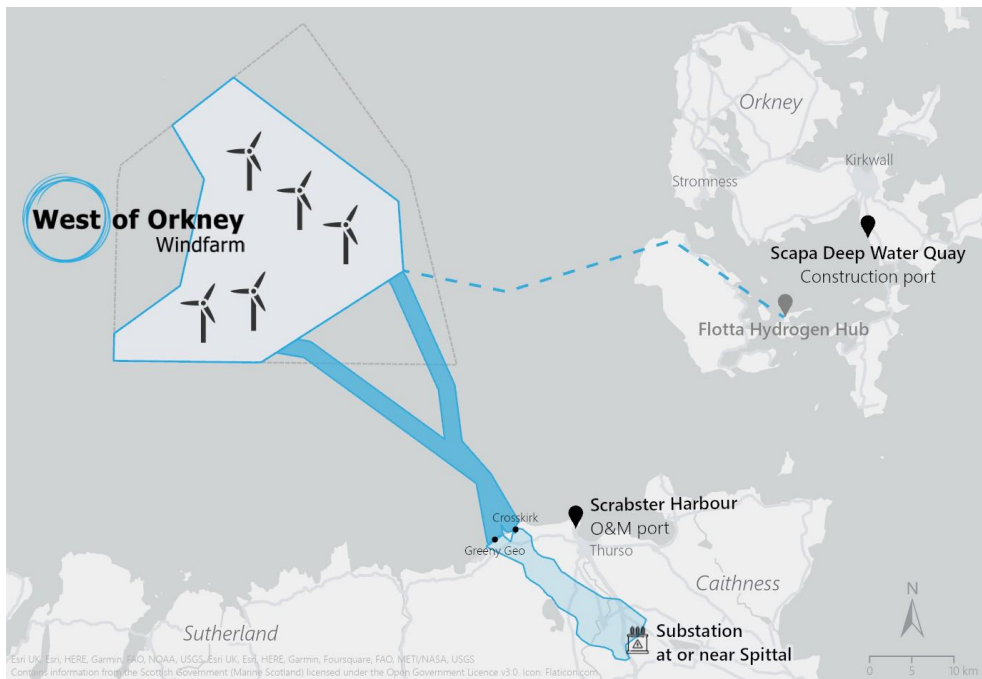 Orkney
Kirkwall
Stromness
West of Orkney
Windfarm
Scapa Deep Water Quay
Construction port
Flotta Hydrogen Hub
Scrabster Harbour
O&M port
Thurso
Crosskirk
Greeny Geo
Caithness
Sutherland
Substation
at or near Spittal
N
0 5 10 km
Esri UK, Esri, HERE, Garmin, FAO, NOAA, USGS, Esri UK, Esri, HERE, Garmin, Foursquare, FAO, METI/NASA, USGS
Contains information from the Scottish Government (Marine Scotland) licensed under the Open Government Licence v3.0. Icon: Flaticon.com